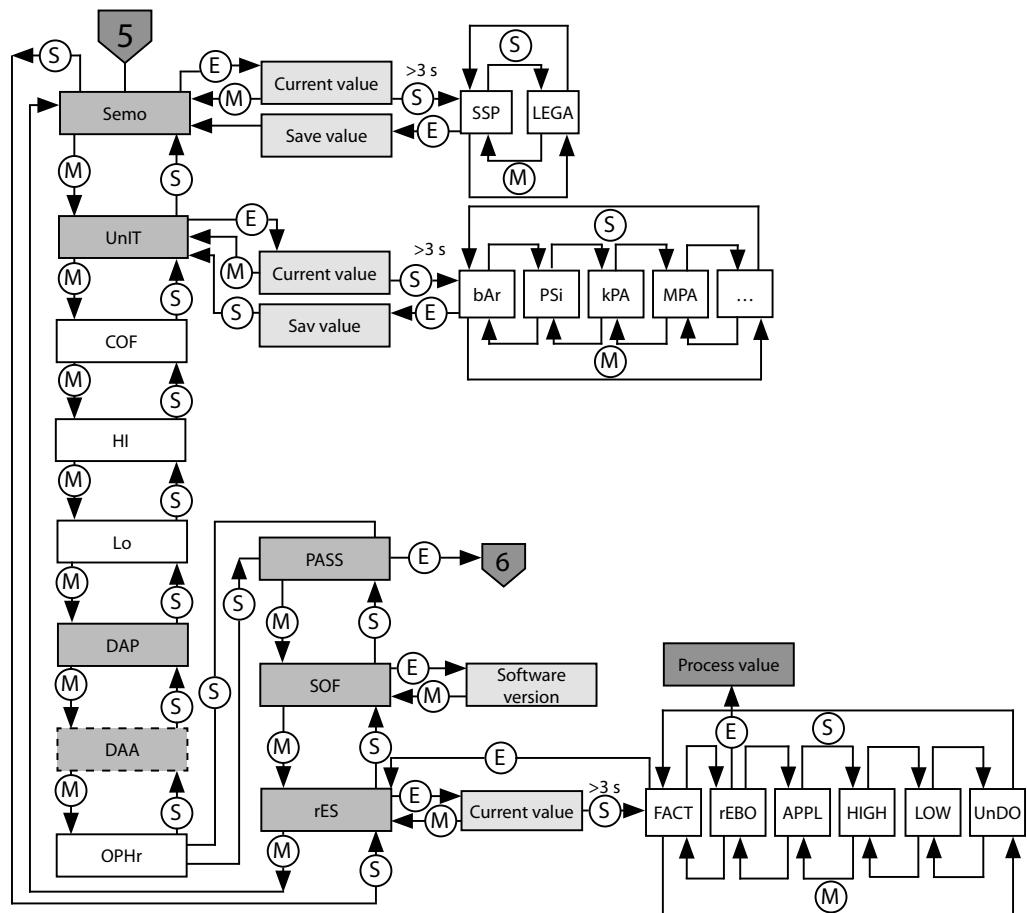 5
S
E
Current value
>3 s
S
M
S
Semo
SSP
LEGA
Save value
E
M
M
S
UnIT
E
M
Current value
>3 s
S
S
bAr
PSi
kPA
MPA
...
S
Sav value
E
M
M
S
COF
M
S
HI
M
S
Lo
M
S
DAP
M
S
DAA
M
S
OPHr
S
S
PASS
E
6
M
S
SOF
E
M
Software
version
M
S
E
rES
E
M
Current value
>3 s
S
M
S
Process value
E
S
FACT
rEBO
APPL
HIGH
LOW
UnDO
M